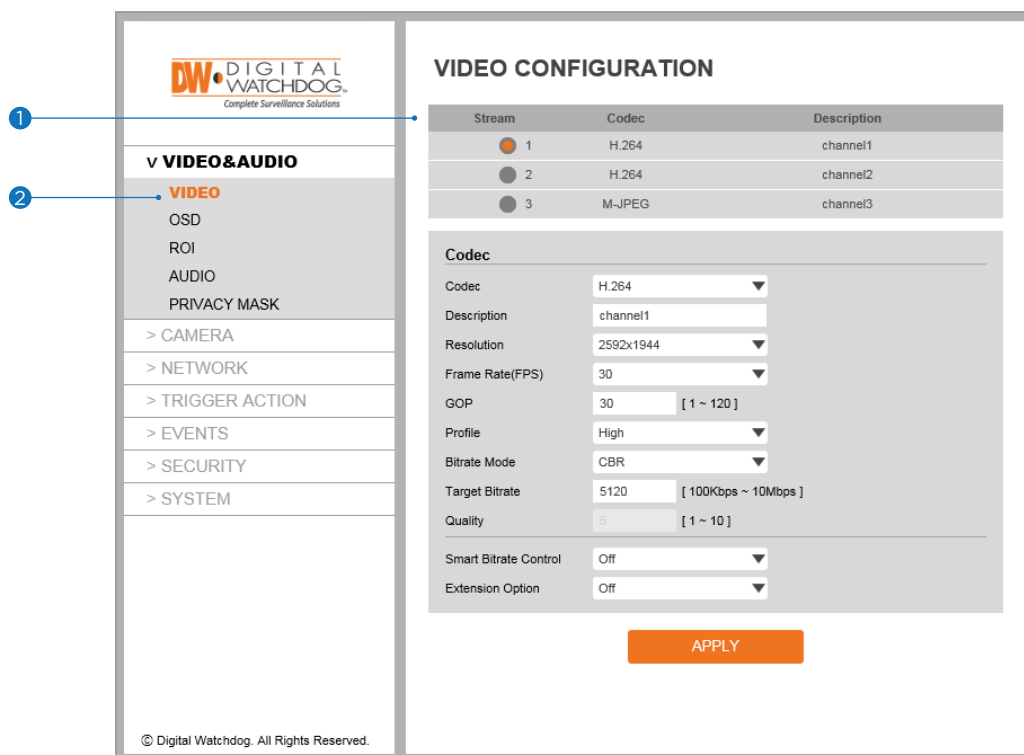 DW DIGITAL
WATCHDOG™
Complete Surveillance Solutions
1
v VIDEO&AUDIO
2
VIDEO
OSD
ROI
AUDIO
PRIVACY MASK
> CAMERA
> NETWORK
> TRIGGER ACTION
> EVENTS
> SECURITY
> SYSTEM
© Digital Watchdog. All Rights Reserved.
VIDEO CONFIGURATION
Stream Codec Description
1 H.264 channel1
2 H.264 channel2
3 M-JPEG channel3
Codec
Codec H.264
Description channel1
Resolution 2592x1944
Frame Rate(FPS) 30
GOP 30 [ 1 ~ 120 ]
Profile High
Bitrate Mode CBR
Target Bitrate 5120 [ 100Kbps ~ 10Mbps ]
Quality 5 [ 1 ~ 10 ]
Smart Bitrate Control Off
Extension Option Off
APPLY